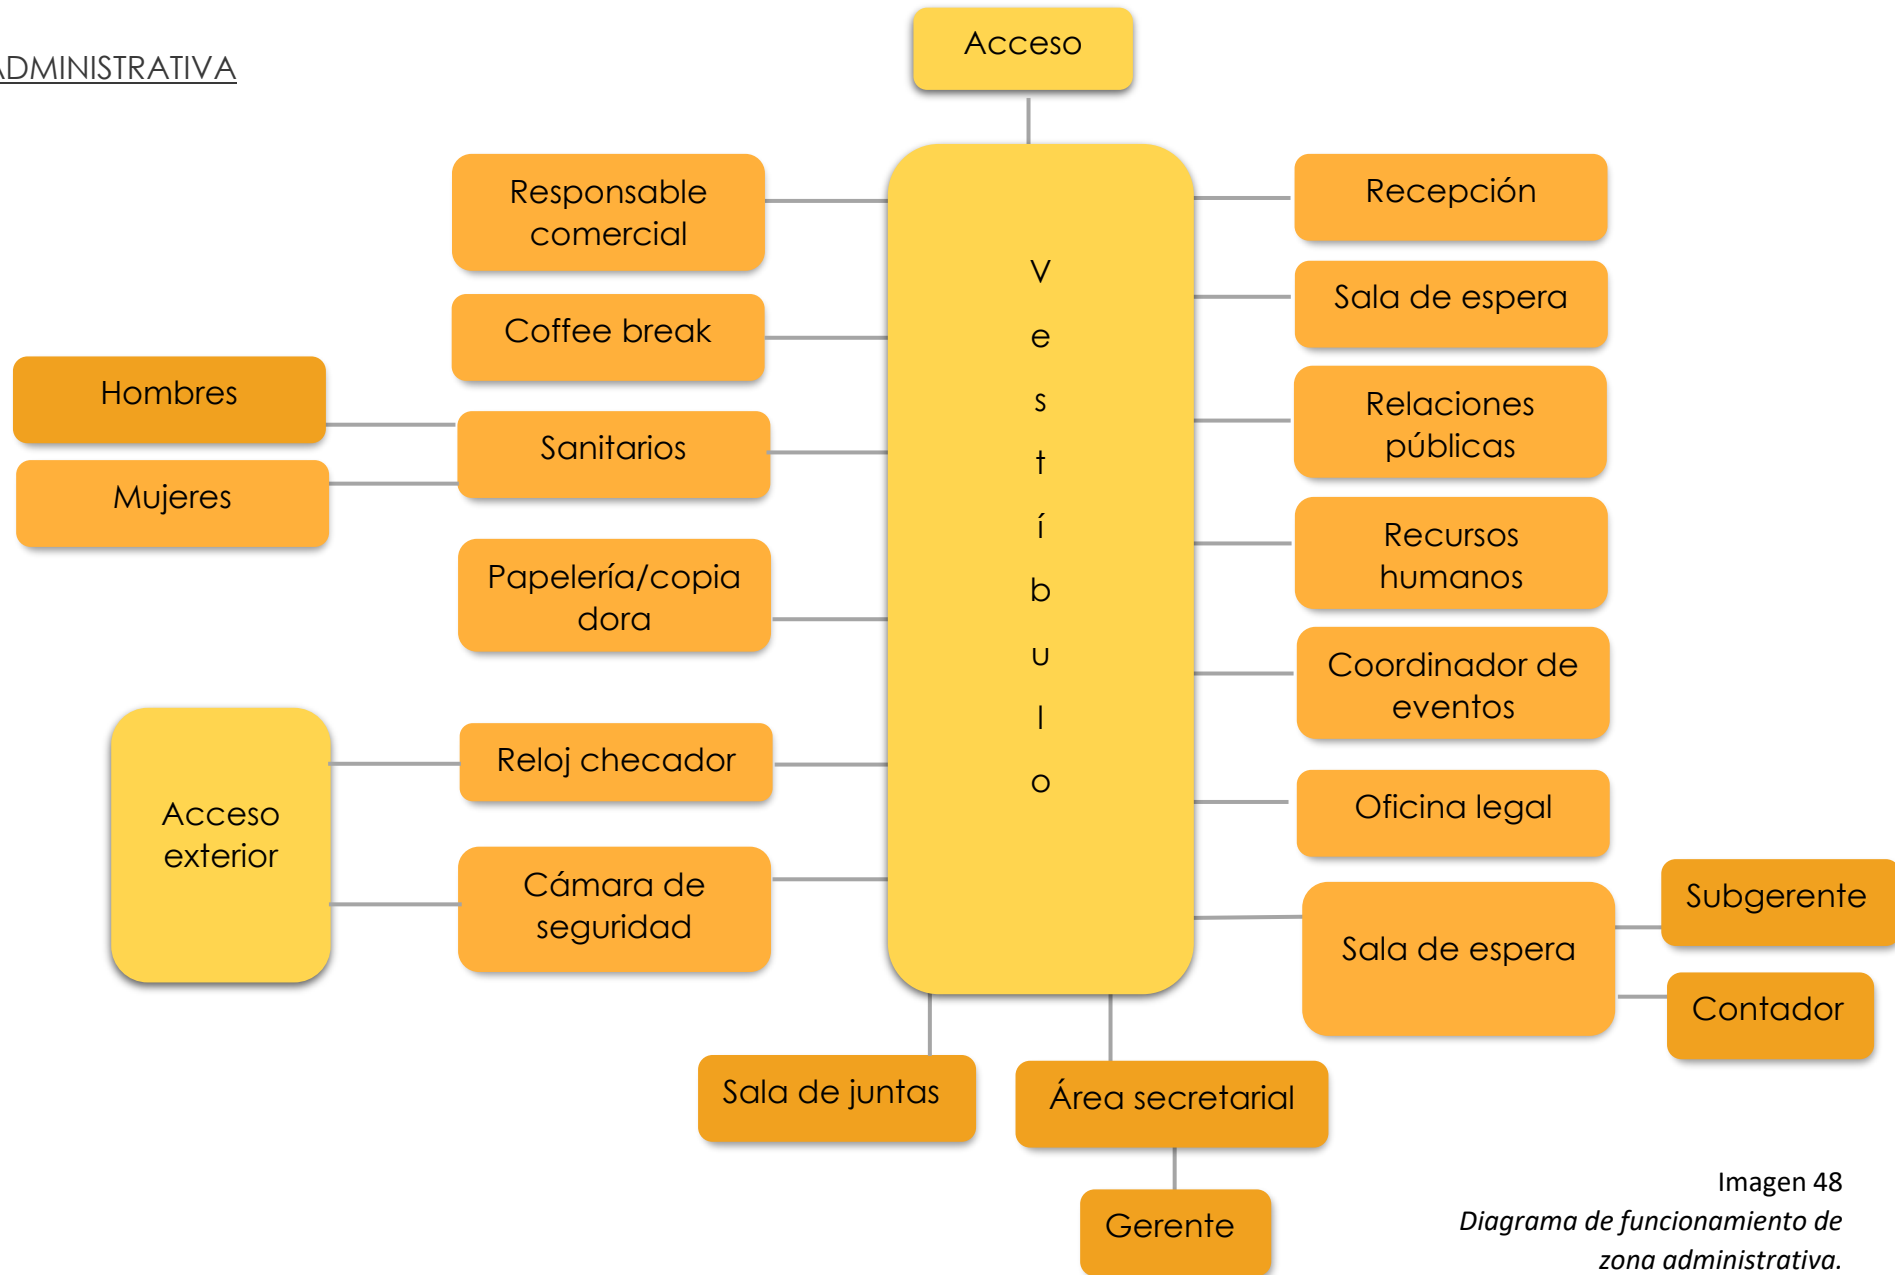 ADMINISTRATIVA
Acceso
Responsable
comercial
Coffee break
Hombres
Mujeres
Sanitarios
Papelería/copia
dora
Reloj checador
Acceso
exterior
Cámara de
seguridad
V
e
s
t
í
b
u
l
o
Recepción
Sala de espera
Relaciones
públicas
Recursos
humanos
Coordinador de
eventos
Oficina legal
Sala de espera
Subgerente
Contador
Sala de juntas
Área secretarial
Gerente
Imagen 48
Diagrama de funcionamiento de
zona administrativa.